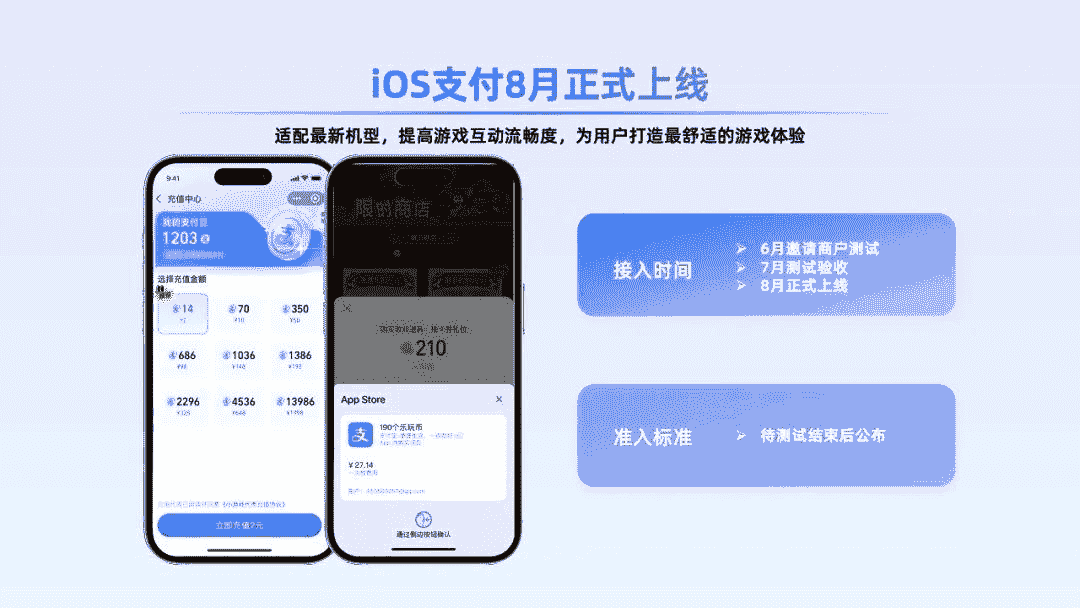 iOS支付8月正式上线
适配最新机型，提高游戏互动流畅度，为用户打造最舒适的游戏体验
9:41
充值中心
1203
选择充值金额
14
70
350
686
1036
1386
2296
4536
13986
立即充值2元
限时商店
210
App Store
190个乐玩币
¥27.14
通过侧边按钮确认
接入时间
6月邀请商户测试
7月测试验收
8月正式上线
准入标准
待测试结束后公布